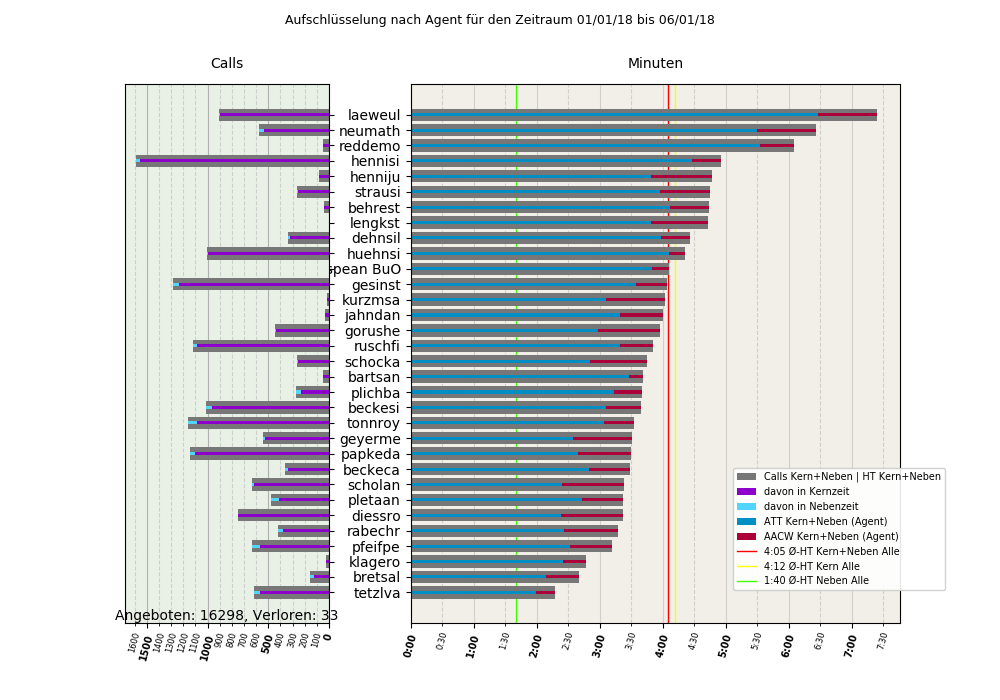 Aufschlüsselung nach Agent für den Zeitraum 01/01/18 bis 06/01/18
Calls
Minuten
laeweul
neumath
reddemo
hennisi
henniju
strausi
behrest
lengkst
dehnsil
huehnsi
pean BuO
gesinst
kurzmsa
jahndan
gorushe
ruschfi
schocka
bartsan
plichba
beckesi
tonnroy
geyerme
papkeda
beckeca
scholan
pletaan
diessro
rabechr
pfeifpe
klagero
bretsal
tetzlva
Calls Kern+Neben | HT Kern+Neben
davon in Kernzeit
davon in Nebenzeit
ATT Kern+Neben (Agent)
AACW Kern+Neben (Agent)
4:05 Ø-HT Kern+Neben Alle
4:12 Ø-HT Kern Alle
1:40 Ø-HT Neben Alle
Angeboten: 16298, Verloren: 33
1600 1500 1400 1300 1200 1100 1000 900 800 700 600 500 400 300 200 100 0
0:00 0:30 1:00 1:30 2:00 2:30 3:00 3:30 4:00 4:30 5:00 5:30 6:00 6:30 7:00 7:30